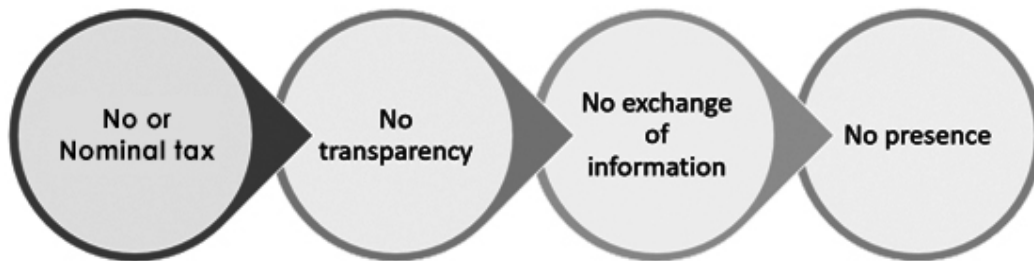 No or
Nominal tax
No
transparency
No exchange
of
information
No presence